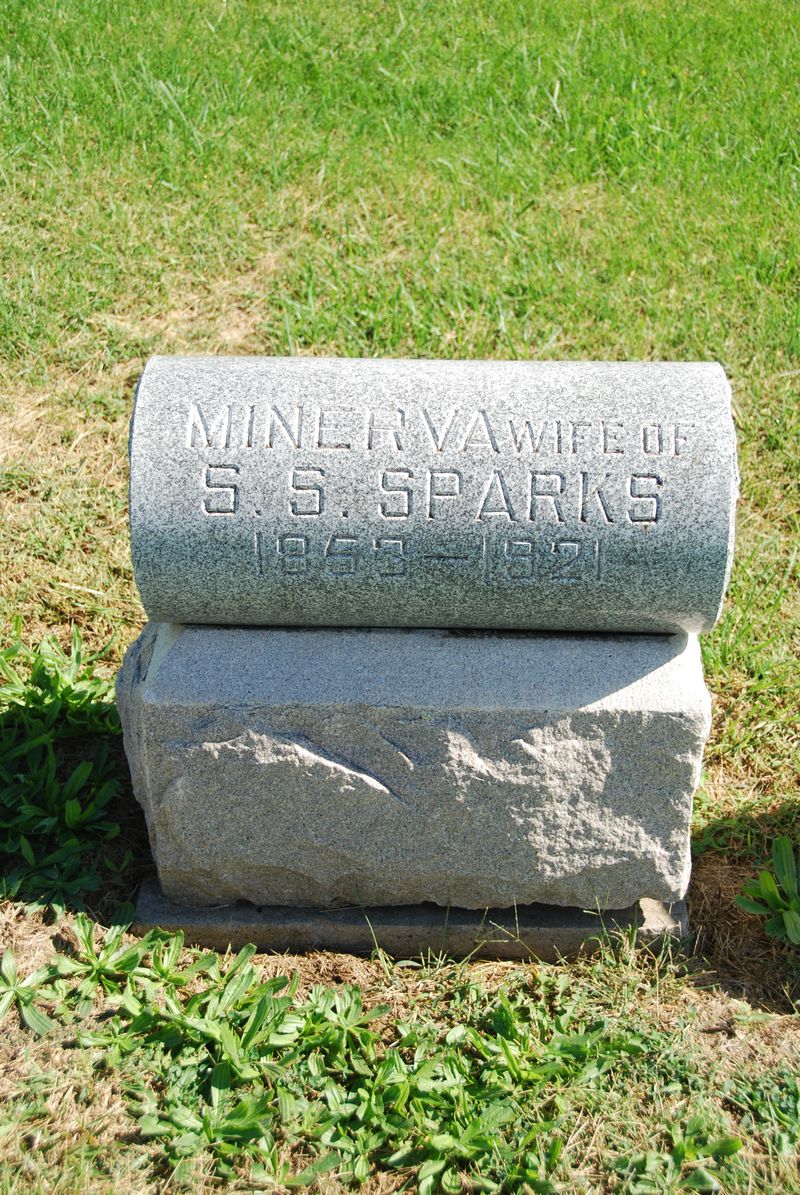 MINERVA WIFE OF
S. S. SPARKS
1853—1921